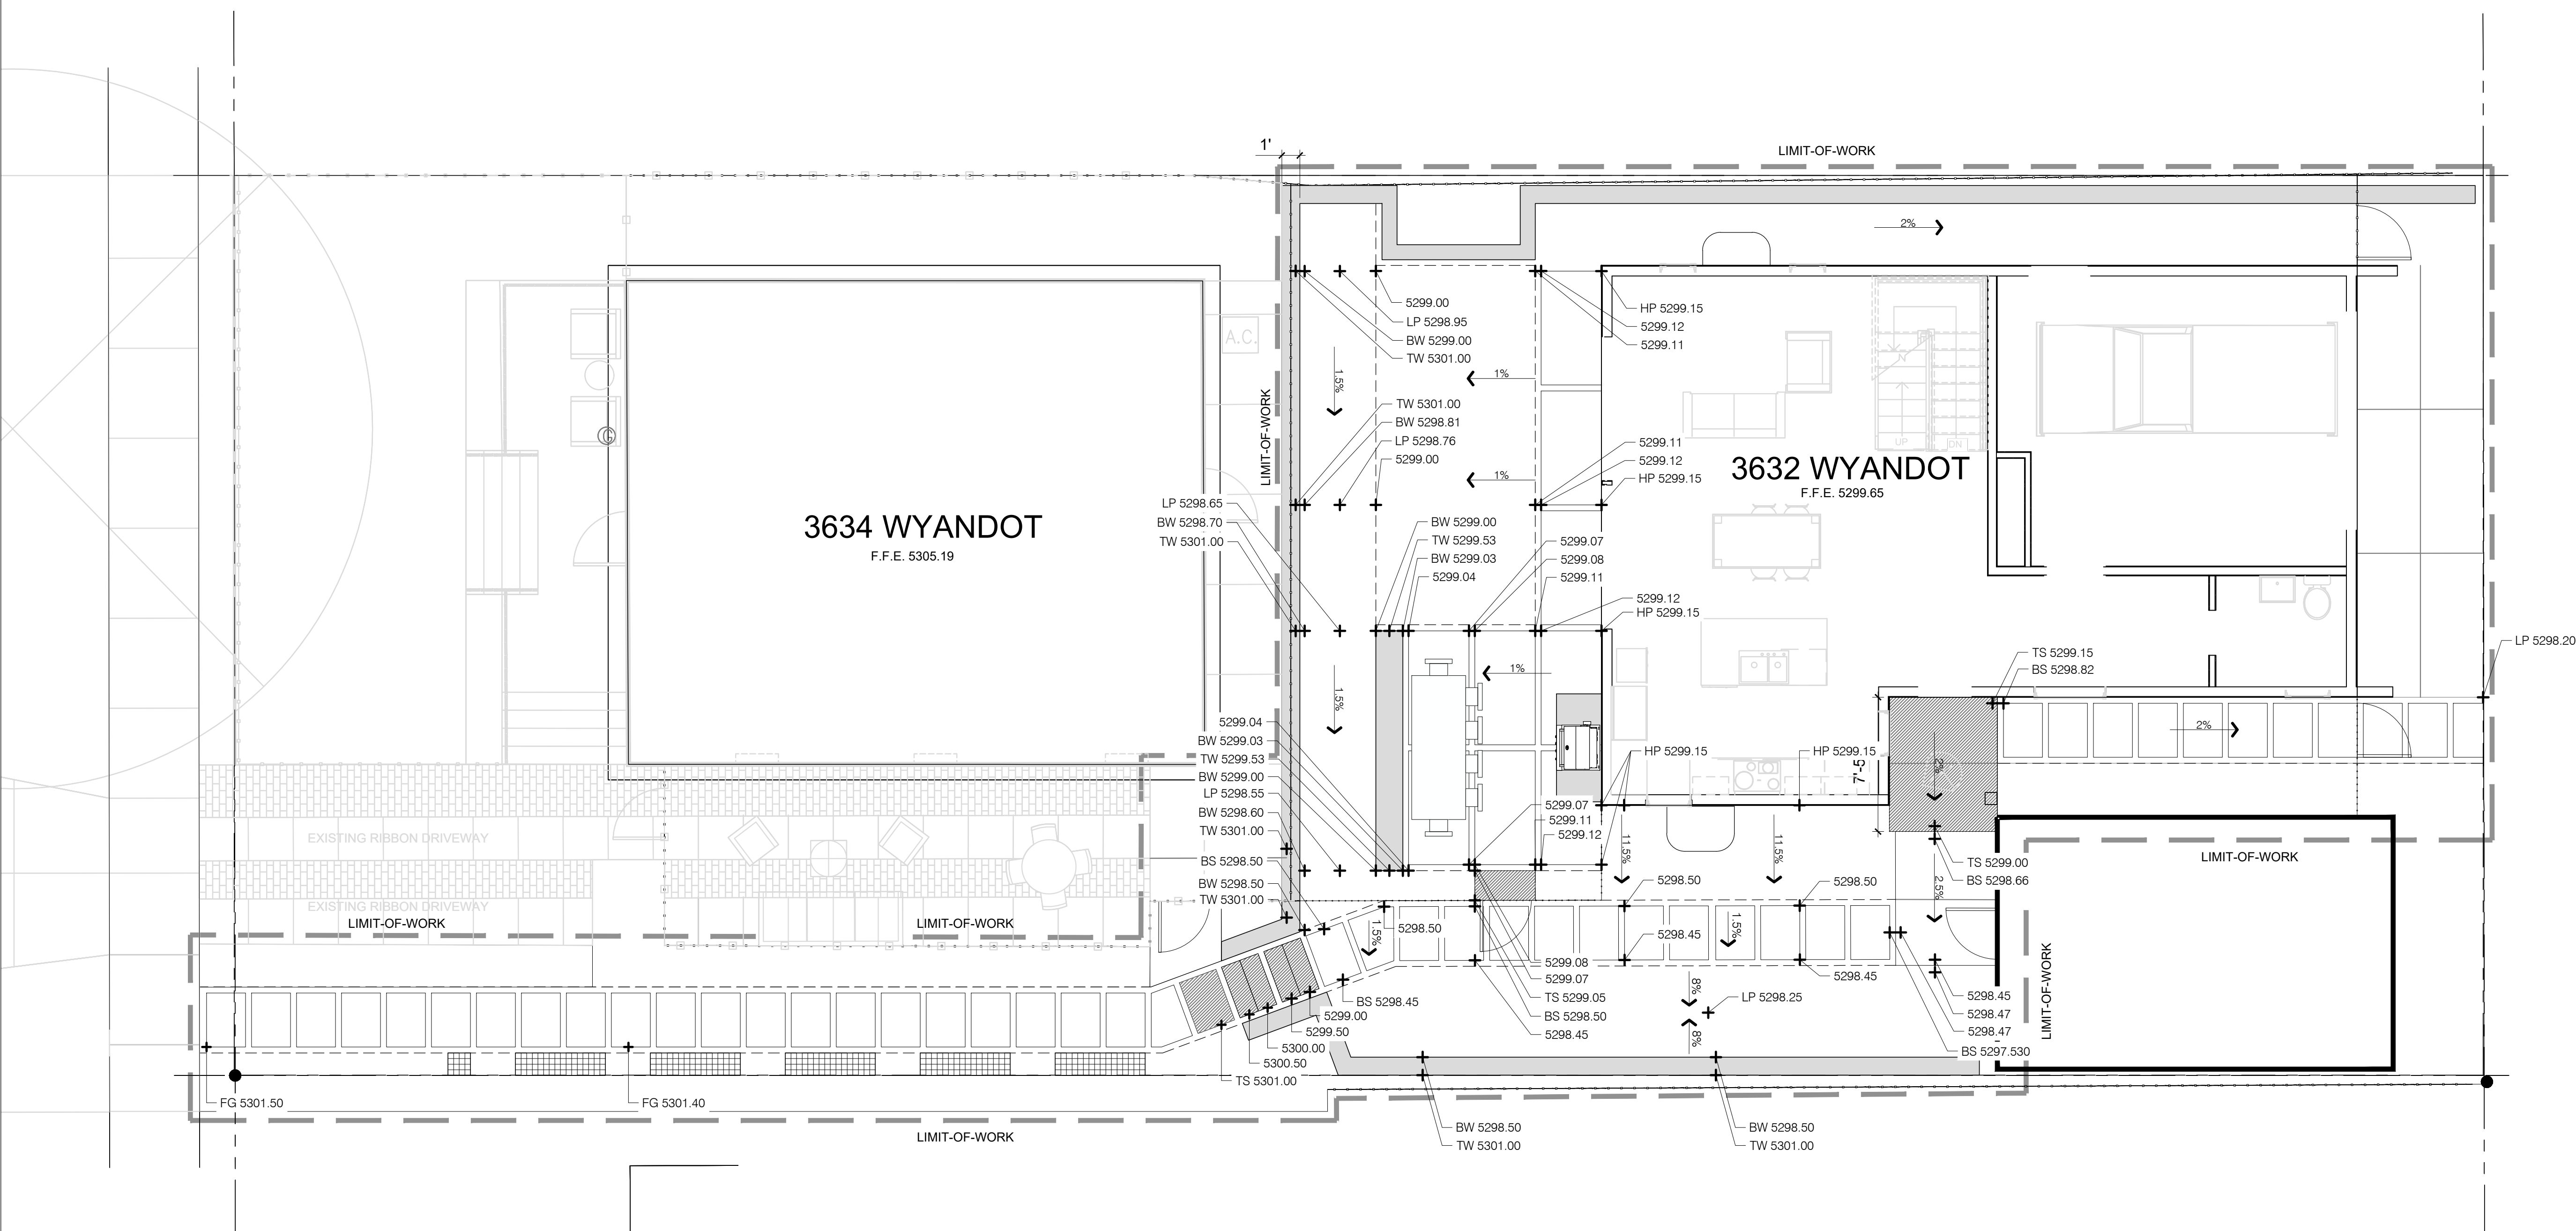 1'
LIMIT-OF-WORK
2%
5299.00
LP 5298.95
BW 5299.00
TW 5301.00
HP 5299.15
5299.12
5299.11
A.C.
1.5%
1%
LIMIT-OF-WORK
N
UP
DN
TW 5301.00
BW 5298.81
LP 5298.76
5299.00
5299.11
5299.12
HP 5299.15
1%
3632 WYANDOT
F.F.E. 5299.65
G
3634 WYANDOT
F.F.E. 5305.19
LP 5298.65
BW 5298.70
TW 5301.00
BW 5299.00
TW 5299.53
BW 5299.03
5299.04
5299.07
5299.08
5299.11
5299.12
HP 5299.15
LP 5298.20
TS 5299.15
BS 5298.82
1%
1.5%
2%
5299.04
BW 5299.03
TW 5299.53
BW 5299.00
LP 5298.55
BW 5298.60
TW 5301.00
BS 5298.50
BW 5298.50
TW 5301.00
HP 5299.15
HP 5299.15
7'-5
2%
5299.07
5299.11
5299.12
11.5%
11.5%
TS 5299.00
BS 5298.66
LIMIT-OF-WORK
EXISTING RIBBON DRIVEWAY
EXISTING RIBBON DRIVEWAY
LIMIT-OF-WORK
LIMIT-OF-WORK
5298.50
5298.50
2.5%
1.5%
5298.50
1.5%
5298.45
5299.08
5299.07
TS 5299.05
BS 5298.50
5298.45
5298.45
8%
LP 5298.25
8%
5298.45
5298.47
5298.47
BS 5297.530
LIMIT-OF-WORK
BS 5298.45
5299.00
5299.50
5300.00
5300.50
TS 5301.00
FG 5301.50
FG 5301.40
BW 5298.50
TW 5301.00
BW 5298.50
TW 5301.00
LIMIT-OF-WORK